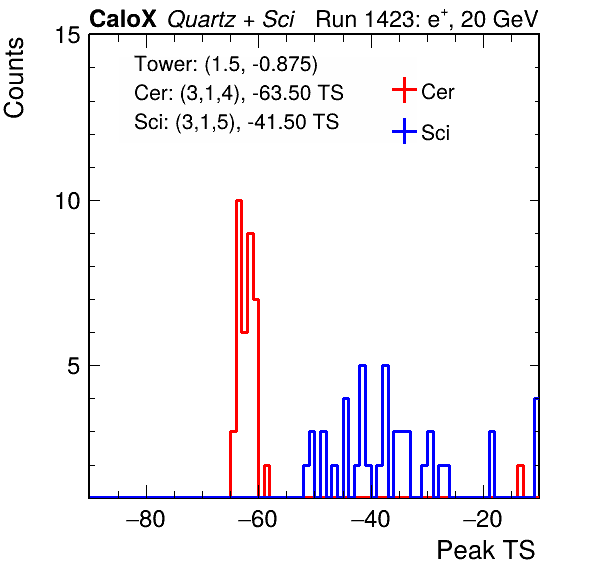 CaloX Quartz + Sci Run 1423: e⁺, 20 GeV
Counts
15
Tower: (1.5, -0.875)
Cer: (3,1,4), -63.50 TS
Sci: (3,1,5), -41.50 TS
Cer
Sci
10
5
−80 −60 −40 −20
Peak TS